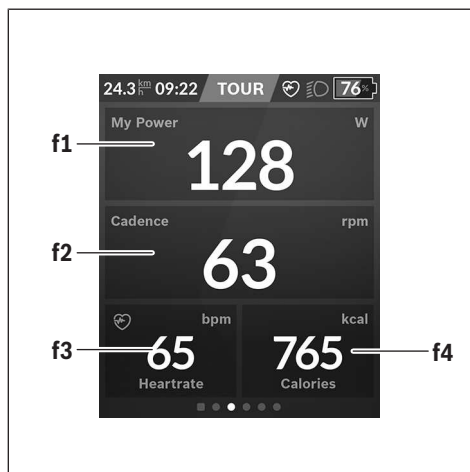 24.3 km/h 09:22 TOUR 76%
My Power W
f1
128
Cadence rpm
f2
63
bpm kcal
f3 65 765 f4
Heartrate Calories